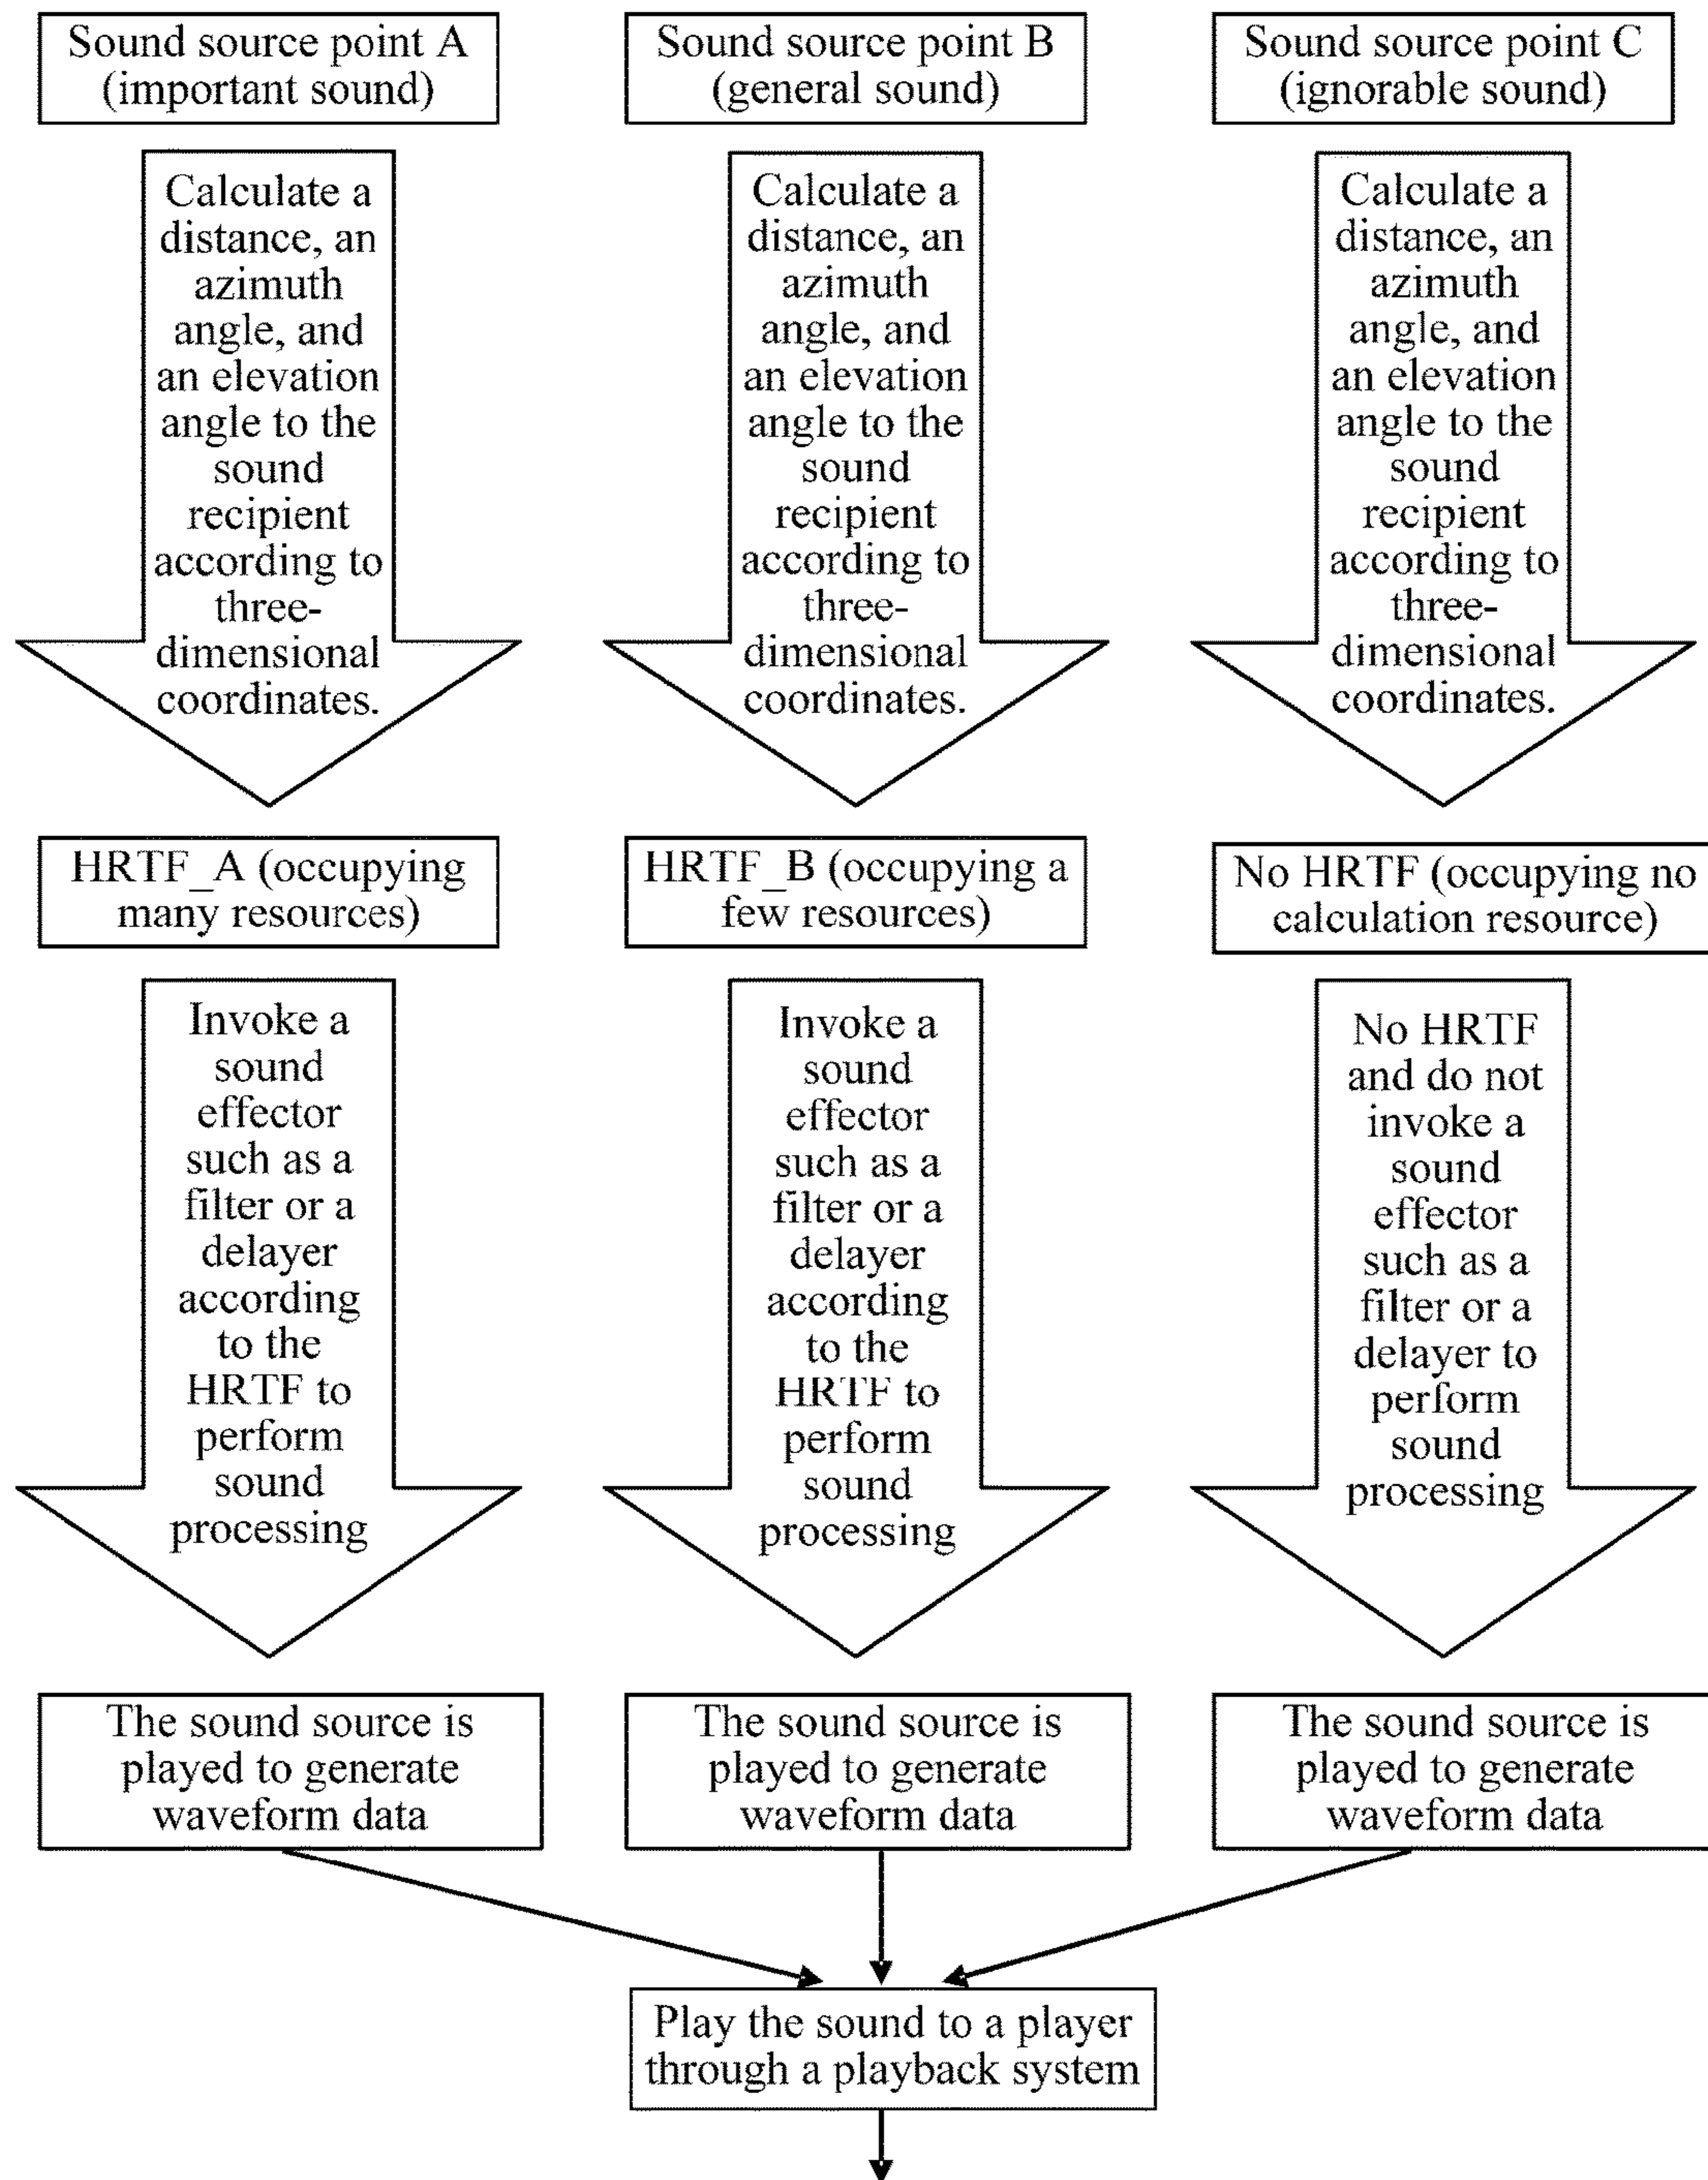 Sound source point A
(important sound)
Sound source point B
(general sound)
Sound source point C
(ignorable sound)
Calculate a
distance, an
azimuth
angle, and
an elevation
angle to the
sound
recipient
according to
three-
dimensional
coordinates.
Calculate a
distance, an
azimuth
angle, and
an elevation
angle to the
sound
recipient
according to
three-
dimensional
coordinates.
Calculate a
distance, an
azimuth
angle, and
an elevation
angle to the
sound
recipient
according to
three-
dimensional
coordinates.
HRTF_A (occupying
many resources)
HRTF_B (occupying a
few resources)
No HRTF (occupying no
calculation resource)
Invoke a
sound
effector
such as a
filter or a
delayer
according
to the
HRTF to
perform
sound
processing
Invoke a
sound
effector
such as a
filter or a
delayer
according
to the
HRTF to
perform
sound
processing
No HRTF
and do not
invoke a
sound
effector
such as a
filter or a
delayer to
perform
sound
processing
The sound source is
played to generate
waveform data
The sound source is
played to generate
waveform data
The sound source is
played to generate
waveform data
Play the sound to a player
through a playback system